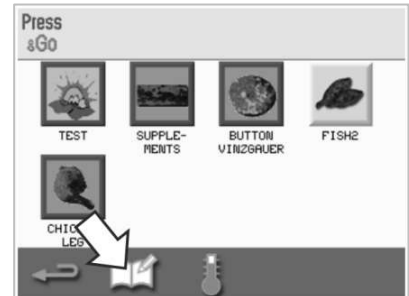 Press
&Go
TEST
SUPPLE-
MENTS
BUTTON
VINZGAUER
FISH2
LEG